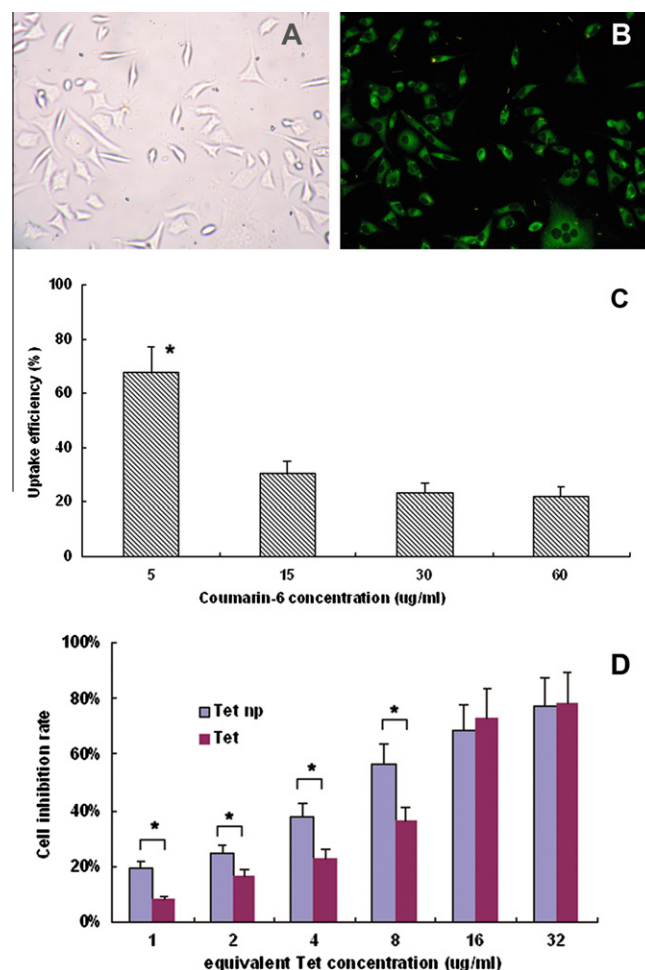 A
B
C
100
80
60
40
20
0
Uptake efficiency (%)
*
5 15 30 60
Coumarin-6 concentration (ug/ml)
D
100%
80%
60%
40%
20%
0%
Cell inhibition rate
Tet np
Tet
* * * *
1 2 4 8 16 32
equivalent Tet concentration (ug/ml)